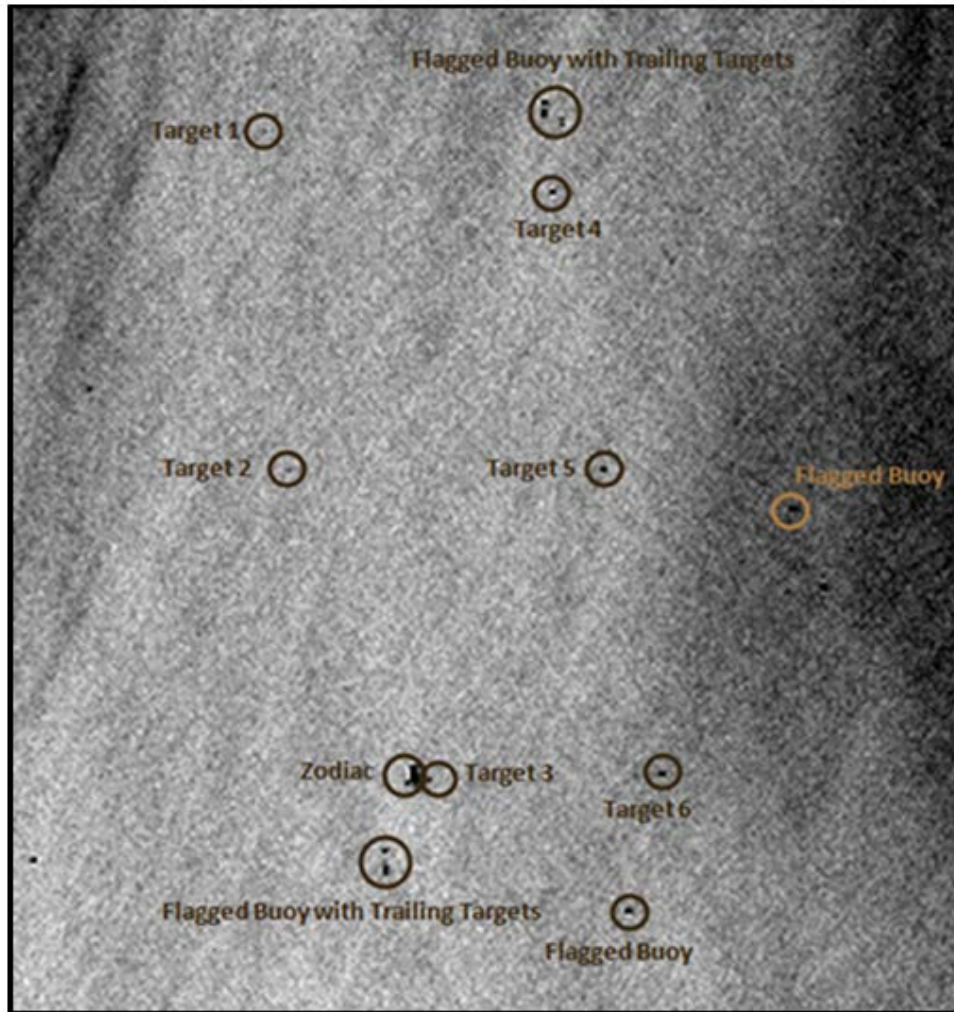 Flagged Buoy with Trailing Targets
Target 1
Target 4
Target 2
Target 5
Flagged Buoy
Zodiac
Target 3
Target 6
Flagged Buoy with Trailing Targets
Flagged Buoy